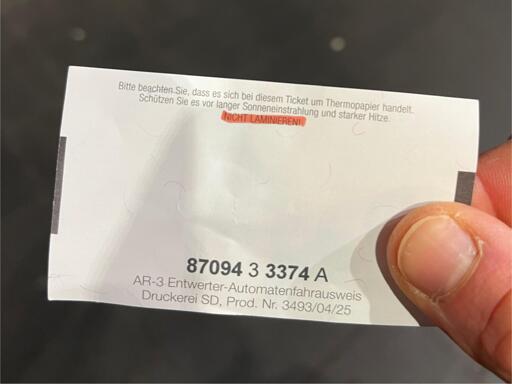 Bitte beachten Sie, dass es sich bei diesem Ticket um Thermopapier handelt.
Schützen Sie es vor langer Sonneneinstrahlung und starker Hitze.
NICHT LAMINIEREN!
87094 3 3374 A
AR-3 Entwerter-Automatenfahrausweis
Druckerei SD, Prod. Nr. 3493/04/25